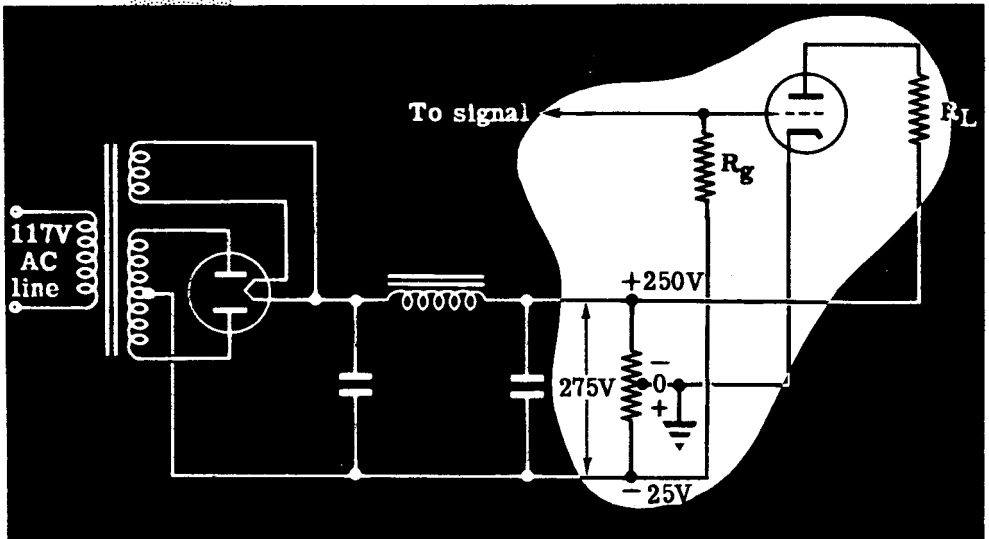 To signal
R_L
R_g
117V
AC
line
+250V
−
275V
0
+
− 25V